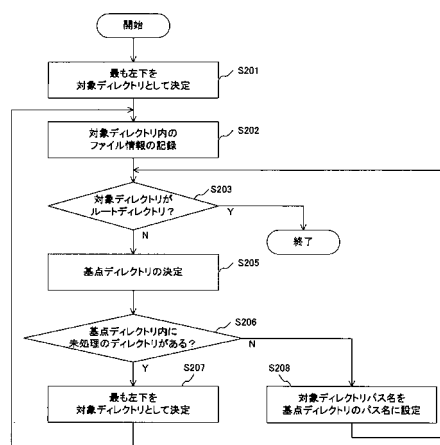 開始
最も左下を
対象ディレクトリとして決定
S201
対象ディレクトリ内の
ファイル情報の記録
S202
対象ディレクトリが
ルートディレクトリ？
S203
Y
N
終了
基点ディレクトリの決定
S205
基点ディレクトリ内に
未処理のディレクトリがある？
S206
N
Y
最も左下を
対象ディレクトリとして決定
S207
対象ディレクトリパス名を
基点ディレクトリのパス名に設定
S208